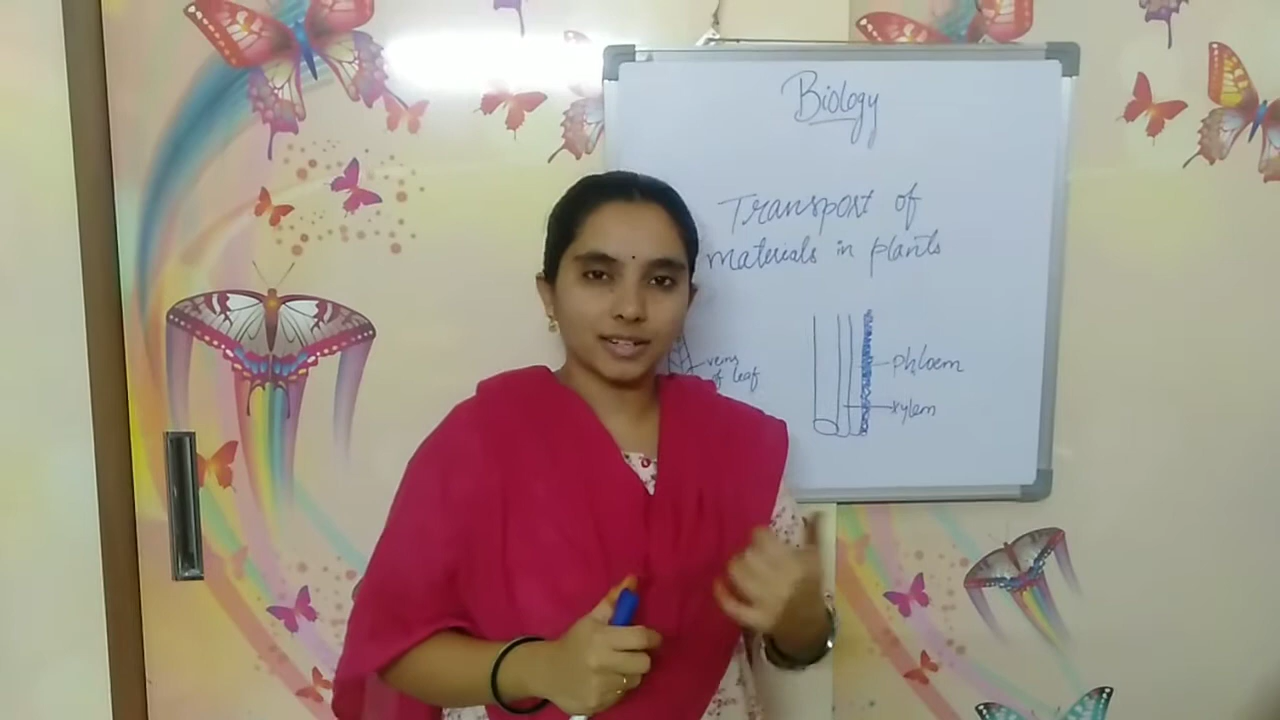 Biology
Transport of
materials in plants
veins
of leaf
phloem
xylem